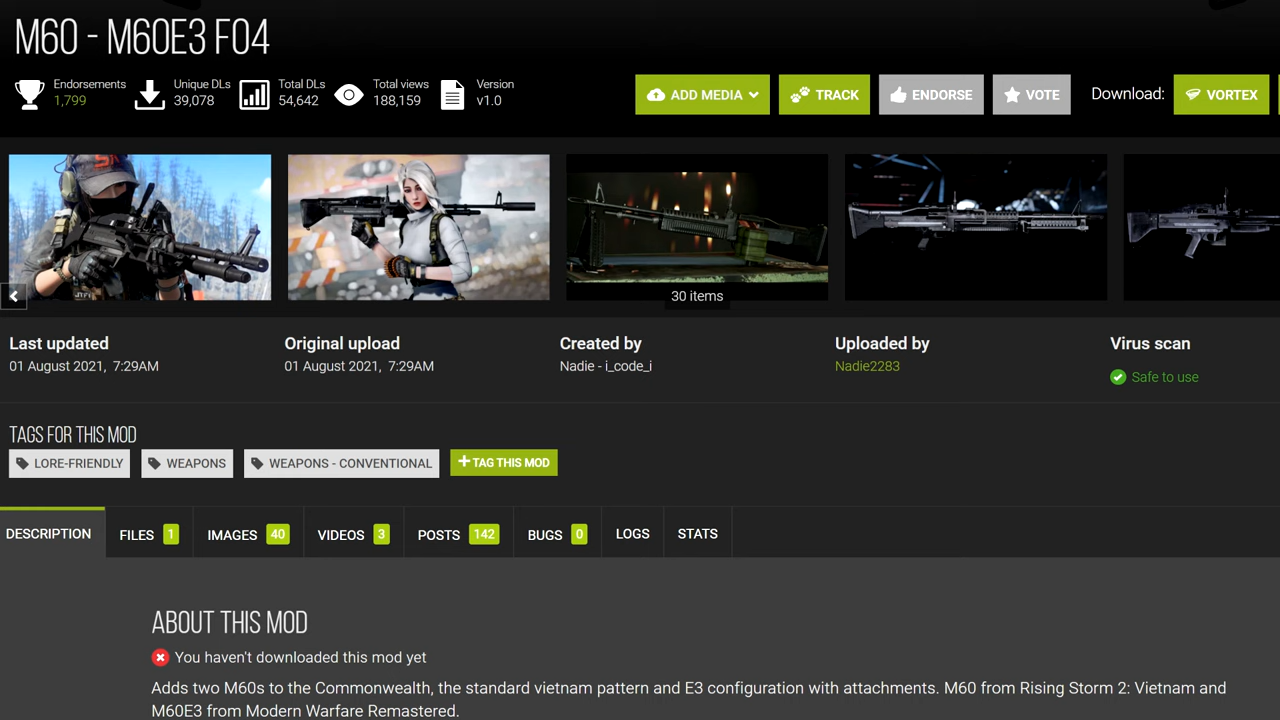 M60 - M60E3 FO4
Endorsements
1,799
Unique DLs
39,078
Total DLs
54,642
Total views
188,159
Version
v1.0
ADD MEDIA
TRACK
ENDORSE
VOTE
Download:
VORTEX
30 items
Last updated
01 August 2021, 7:29AM
Original upload
01 August 2021, 7:29AM
Created by
Nadie - i_code_i
Uploaded by
Nadie2283
Virus scan
Safe to use
TAGS FOR THIS MOD
LORE-FRIENDLY
WEAPONS
WEAPONS - CONVENTIONAL
+ TAG THIS MOD
DESCRIPTION
FILES 1
IMAGES 40
VIDEOS 3
POSTS 142
BUGS 0
LOGS
STATS
ABOUT THIS MOD
You haven't downloaded this mod yet
Adds two M60s to the Commonwealth, the standard vietnam pattern and E3 configuration with attachments. M60 from Rising Storm 2: Vietnam and
M60E3 from Modern Warfare Remastered.